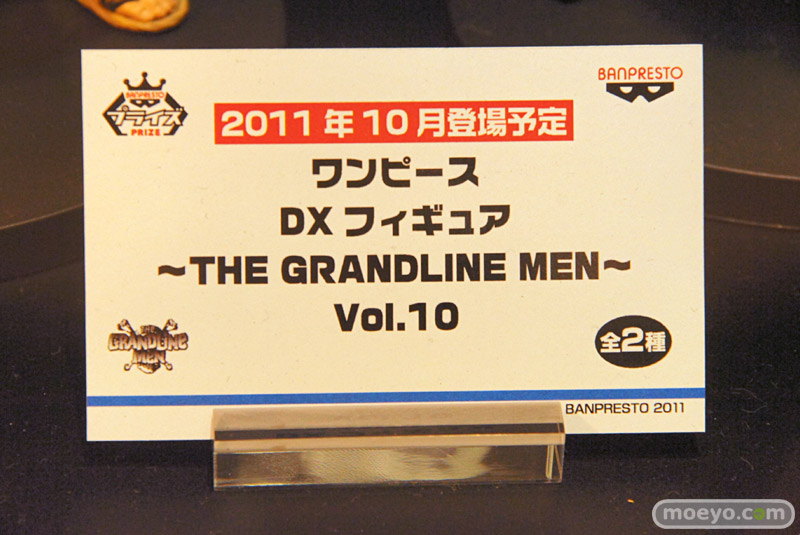 BANPRESTO
プライズ
PRIZE
BANPRESTO
2011年10月登場予定
ワンピース
DXフィギュア
～THE GRANDLINE MEN～
Vol.10
THE
GRANDLINE
MEN
全2種
BANPRESTO 2011
moeyo.com